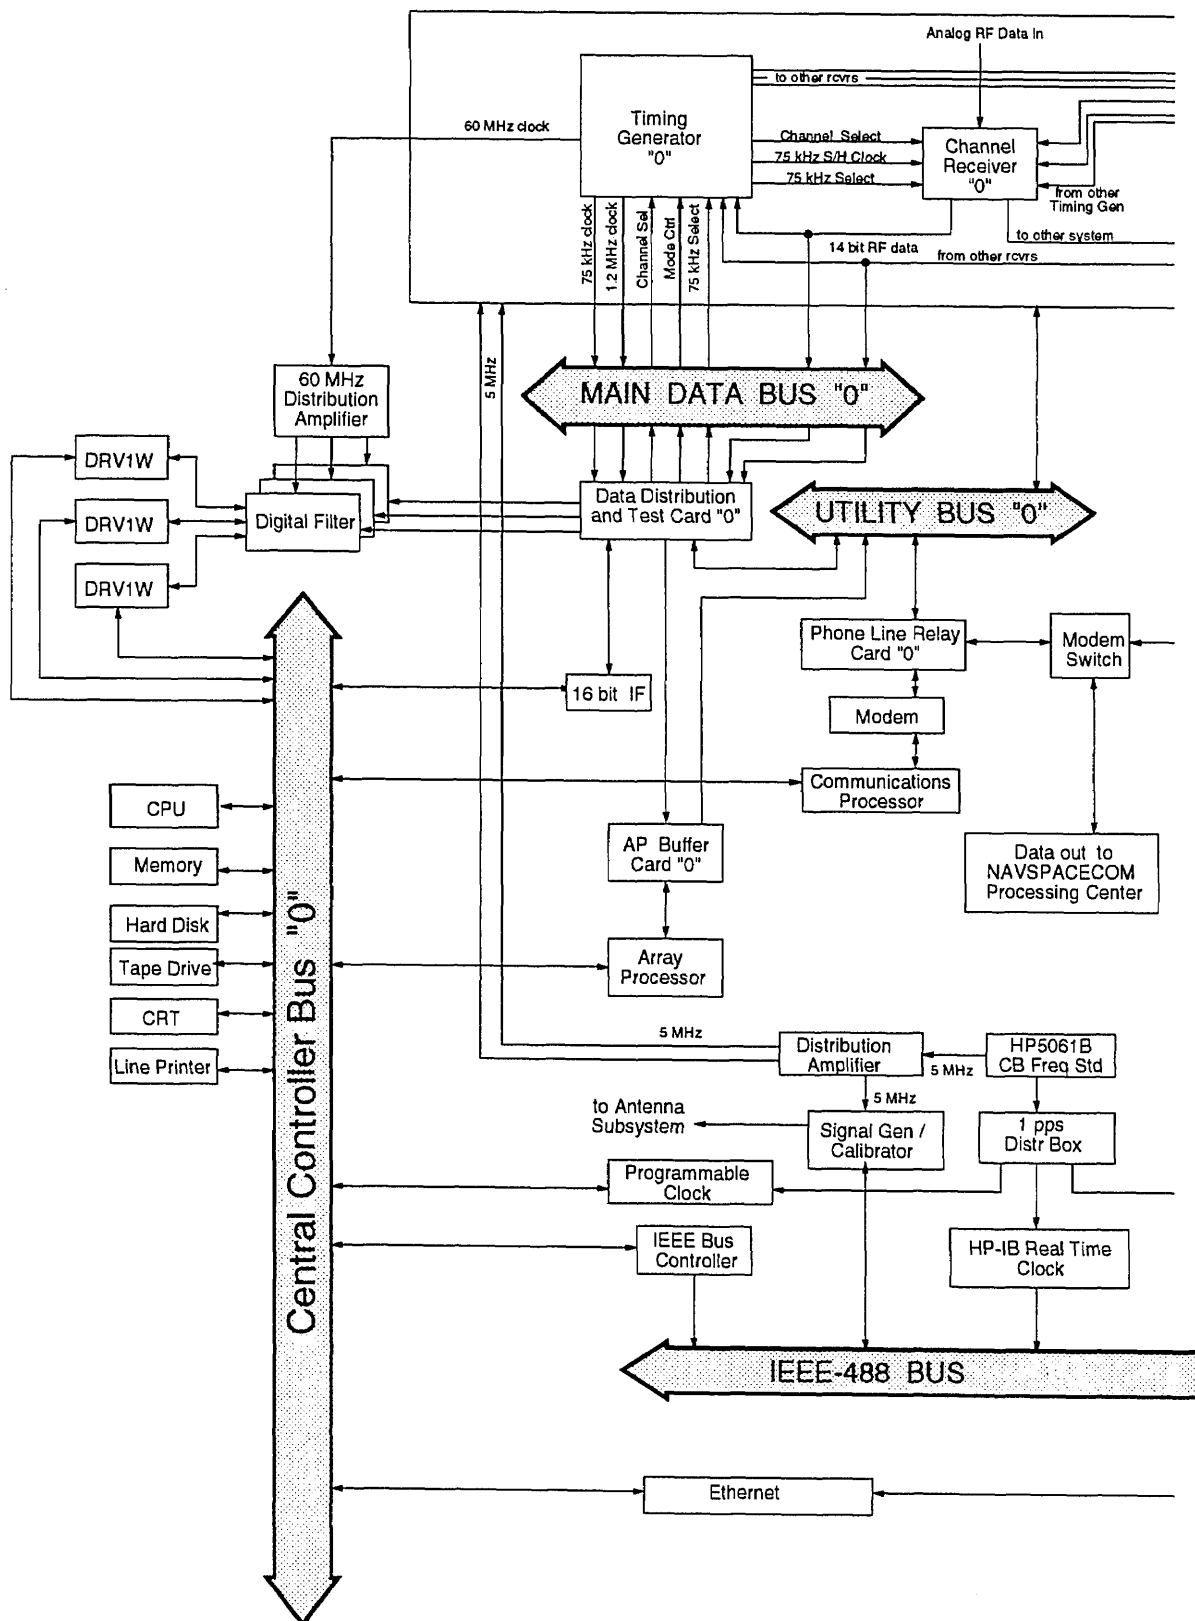 Analog RF Data In
to other rcvrs
60 MHz clock
Timing
Generator
"0"
Channel Select
75 kHz S/H Clock
75 kHz Select
Channel
Receiver
"0"
from other
Timing Gen
to other system
75 kHz clock
1.2 MHz clock
Channel Sel
Mode Ctrl
75 kHz Select
14 bit RF data
from other rcvrs
5 MHz
60 MHz
Distribution
Amplifier
MAIN DATA BUS "0"
DRV1W
DRV1W
DRV1W
Digital Filter
Data Distribution
and Test Card "0"
UTILITY BUS "0"
Phone Line Relay
Card "0"
Modem
Switch
16 bit IF
Modem
Communications
Processor
CPU
Memory
Hard Disk
Tape Drive
CRT
Line Printer
Central Controller Bus "0"
AP Buffer
Card "0"
Data out to
NAVSPACECOM
Processing Center
Array
Processor
5 MHz
Distribution
Amplifier
5 MHz
HP5061B
CB Freq Std
5 MHz
to Antenna
Subsystem
Signal Gen /
Calibrator
1 pps
Distr Box
Programmable
Clock
IEEE Bus
Controller
HP-IB Real Time
Clock
IEEE-488 BUS
Ethernet